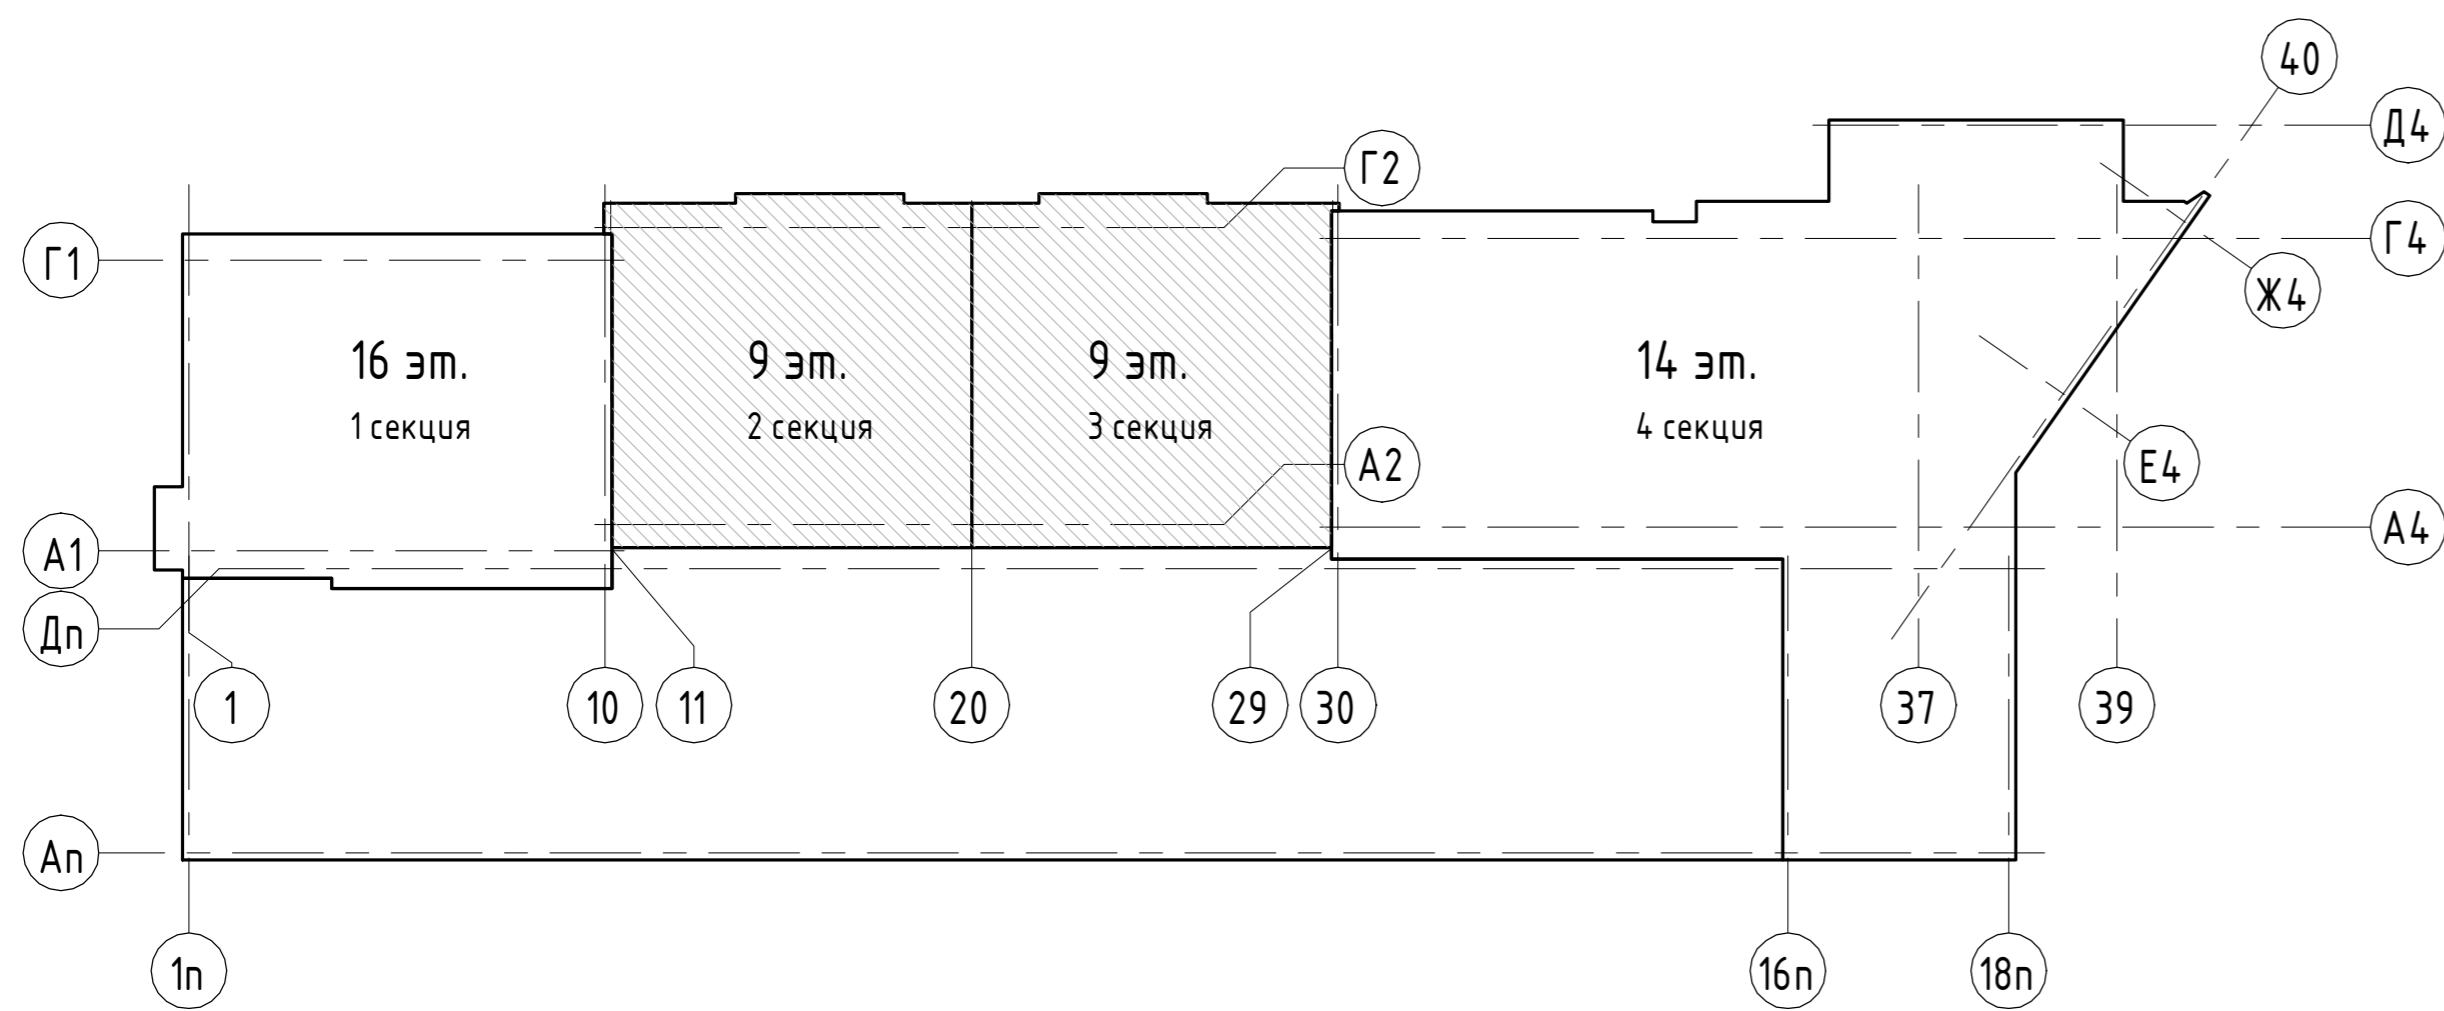 40
Д4
Г2
Г4
Г1
Ж4
16 эт.
1 секция
9 эт.
2 секция
9 эт.
3 секция
14 эт.
4 секция
А2
Е4
А1
А4
Дп
1
10
11
20
29
30
37
39
Ап
1п
16п
18п